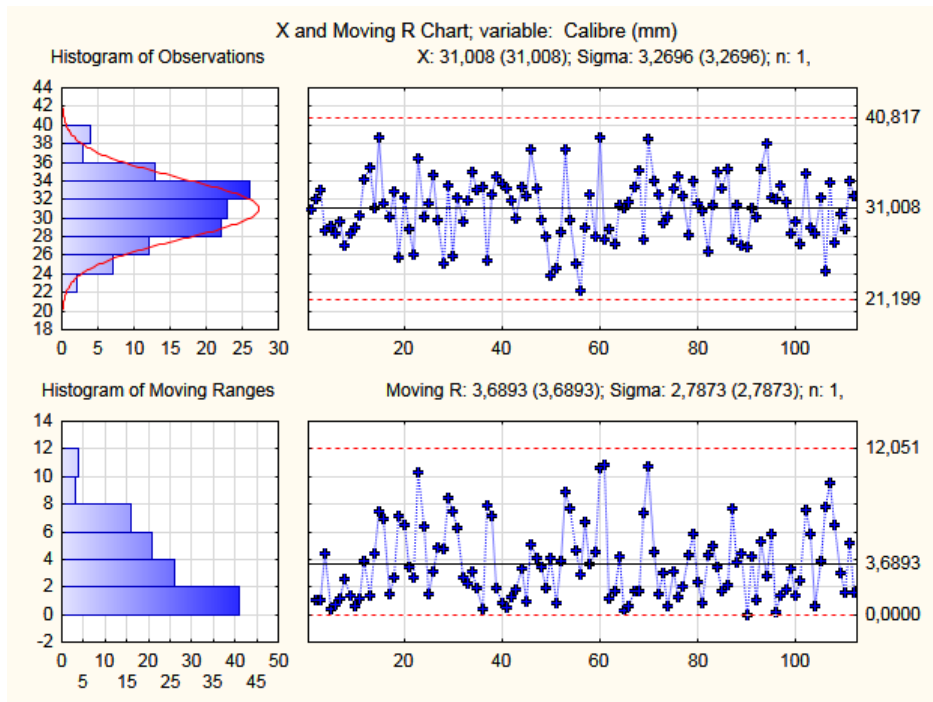 X and Moving R Chart; variable: Calibre (mm)
Histogram of Observations
X: 31,008 (31,008); Sigma: 3,2696 (3,2696); n: 1,
44
42
40
38
36
34
32
30
28
26
24
22
20
18
0 5 10 15 20 25 30
40,817
31,008
21,199
20 40 60 80 100
Histogram of Moving Ranges
Moving R: 3,6893 (3,6893); Sigma: 2,7873 (2,7873); n: 1,
14
12
10
8
6
4
2
0
-2
0 10 20 30 40 50
5 15 25 35 45
12,051
3,6893
0,0000
20 40 60 80 100